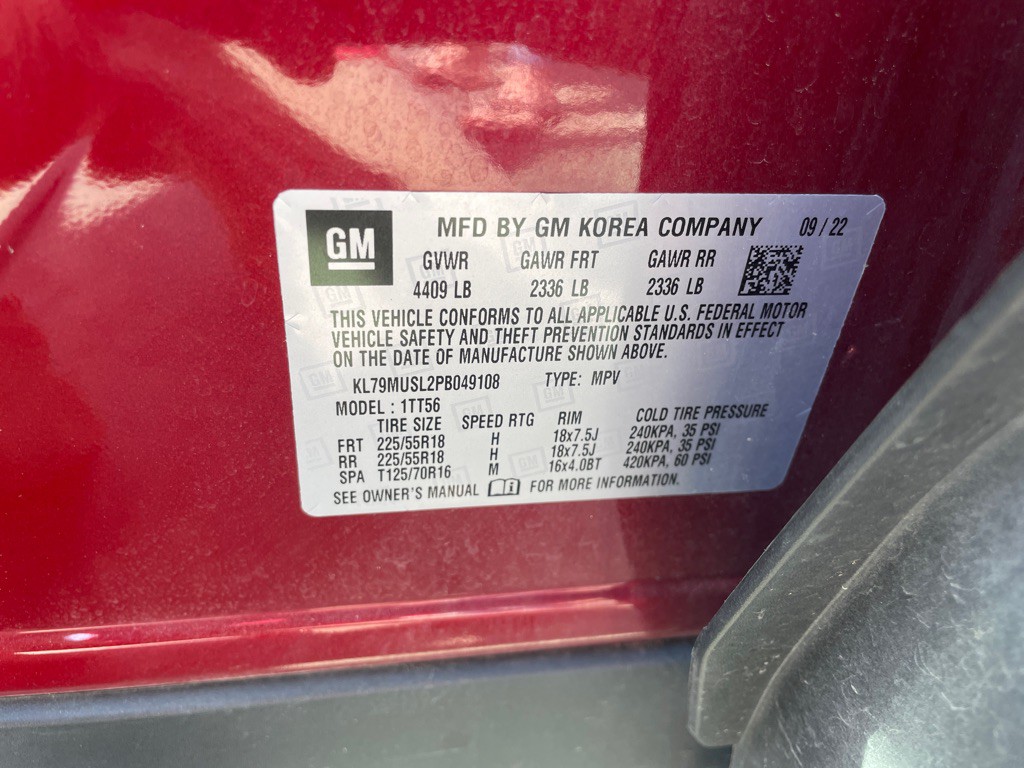 GM
MFD BY GM KOREA COMPANY 09/22
GVWR GAWR FRT GAWR RR
4409 LB 2336 LB 2336 LB
THIS VEHICLE CONFORMS TO ALL APPLICABLE U.S. FEDERAL MOTOR
VEHICLE SAFETY AND THEFT PREVENTION STANDARDS IN EFFECT
ON THE DATE OF MANUFACTURE SHOWN ABOVE.
KL79MUSL2PB049108 TYPE: MPV
MODEL : 1TT56
TIRE SIZE SPEED RTG RIM COLD TIRE PRESSURE
FRT 225/55R18 H 18x7.5J 240KPA, 35 PSI
RR 225/55R18 H 18x7.5J 240KPA, 35 PSI
SPA T125/70R16 M 16x4.0BT 420KPA, 60 PSI
SEE OWNER'S MANUAL FOR MORE INFORMATION.